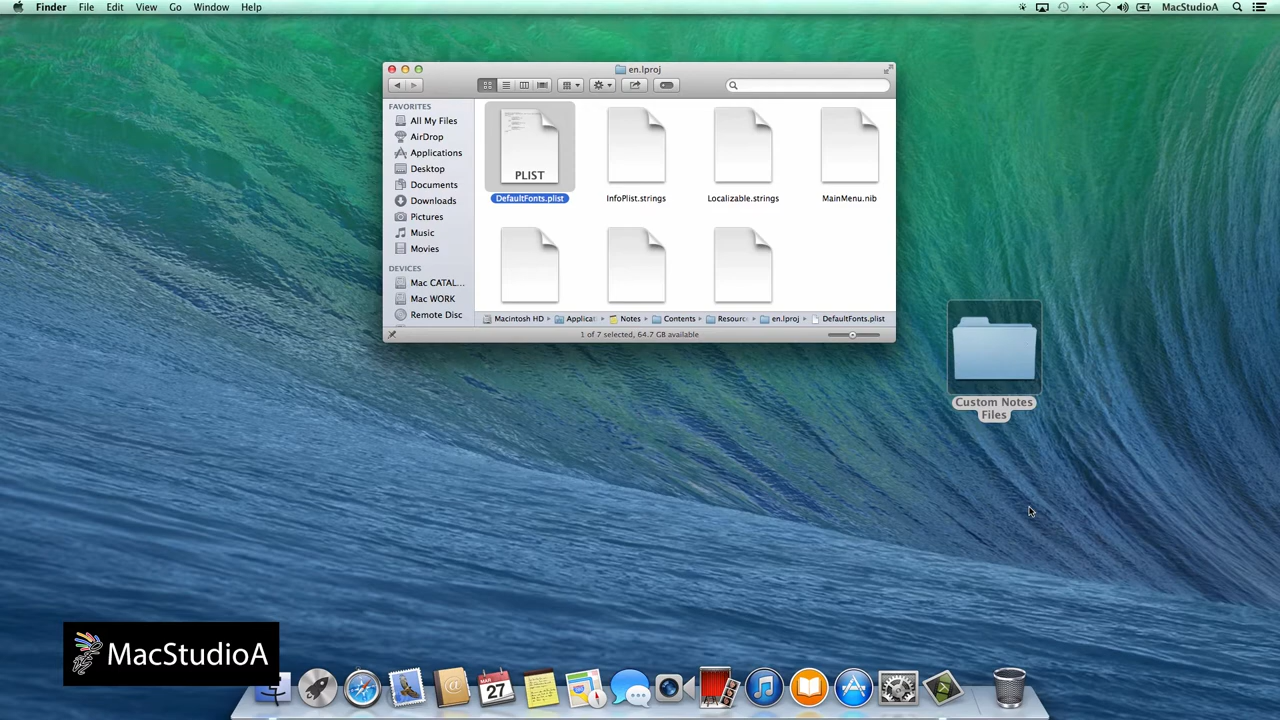 Finder File Edit View Go Window Help MacStudioA
en.lproj
FAVORITES
All My Files
AirDrop
Applications
Desktop
Documents
Downloads
Pictures
Music
Movies
DEVICES
Mac CATAL...
Mac WORK
Remote Disc
PLIST
DefaultFonts.plist InfoPlist.strings Localizable.strings MainMenu.nib
Macintosh HD Applicat Notes Contents Resourc en.lproj DefaultFonts.plist
1 of 7 selected, 64.7 GB available
Custom Notes
Files
MacStudioA
MAR
27